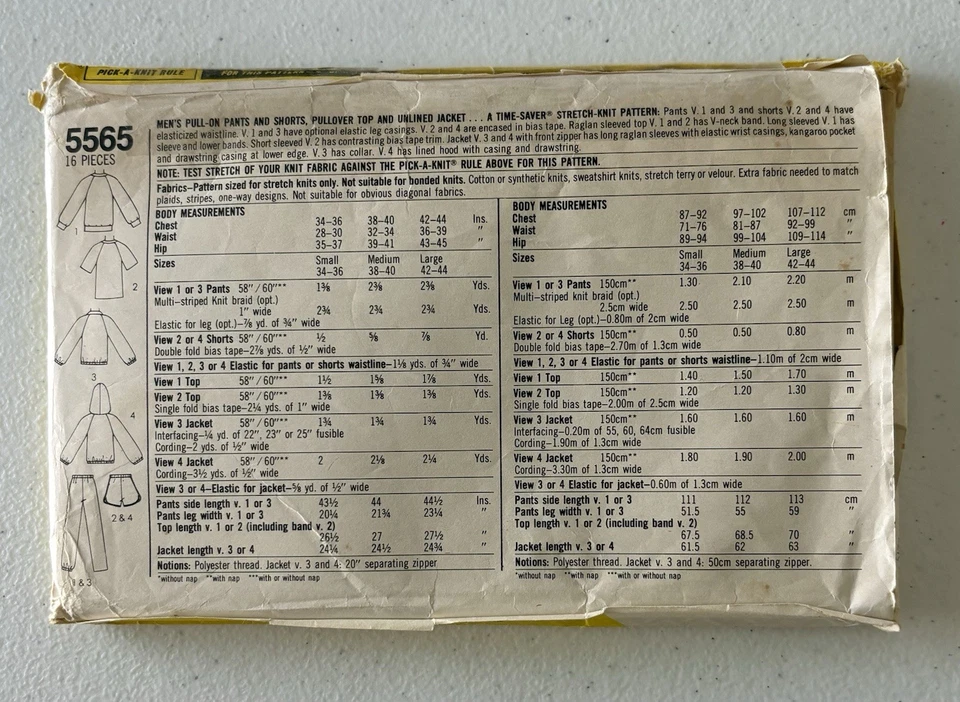 PICK-A-KNIT RULE
FOR THIS PATTERN
5565
16 PIECES
MEN'S PULL-ON PANTS AND SHORTS, PULLOVER TOP AND UNLINED JACKET . . . A TIME-SAVER® STRETCH-KNIT PATTERN: Pants V. 1 and 3 and shorts V. 2 and 4 have
elasticized waistline. V. 1 and 3 have optional elastic leg casings. V. 2 and 4 are encased in bias tape. Raglan sleeved top V. 1 and 2 has V-neck band. Long sleeved V. 1 has
sleeve and lower bands. Short sleeved V. 2 has contrasting bias tape trim. Jacket V. 3 and 4 with front zipper has long raglan sleeves with elastic wrist casings, kangaroo pocket
and drawstring casing at lower edge. V. 3 has collar. V. 4 has lined hood with casing and drawstring.
NOTE: TEST STRETCH OF YOUR KNIT FABRIC AGAINST THE PICK-A-KNIT® RULE ABOVE FOR THIS PATTERN.
Fabrics–Pattern sized for stretch knits only. Not suitable for bonded knits. Cotton or synthetic knits, sweatshirt knits, stretch terry or velour. Extra fabric needed to match
plaids, stripes, one-way designs. Not suitable for obvious diagonal fabrics.
BODY MEASUREMENTS
Chest 34–36 38–40 42–44 Ins.
Waist 28–30 32–34 36–39 "
Hip 35–37 39–41 43–45 "
Sizes Small Medium Large
34–36 38–40 42–44
View 1 or 3 Pants 58"/60"** 1⅜ 2⅜ 2⅜ Yds.
Multi-striped knit braid (opt.)
1" wide 2¾ 2¾ 2¾ Yds.
Elastic for leg (opt.)–⅞ yd. of ¾" wide
View 2 or 4 Shorts 58"/60"** ½ ⅝ ⅞ Yd.
Double fold bias tape–2⅞ yds. of ½" wide
View 1, 2, 3 or 4 Elastic for pants or shorts waistline–1⅛ yds. of ¾" wide
View 1 Top 58"/60"** 1½ 1⅝ 1⅞ Yds.
View 2 Top 58"/60"** 1⅜ 1⅜ 1⅜ Yds.
Single fold bias tape–2¼ yds. of 1" wide
View 3 Jacket 58"/60"** 1¾ 1¾ 1¾ Yds.
Interfacing–¼ yd. of 22", 23" or 25" fusible
Cording–2 yds. of ½" wide
View 4 Jacket 58"/60"** 2 2⅛ 2¼ Yds.
Cording–3½ yds. of ½" wide
View 3 or 4–Elastic for jacket–⅝ yd. of ½" wide
Pants side length v. 1 or 3 43½ 44 44½ Ins.
Pants leg width v. 1 or 3 20¼ 21¾ 23¼ "
Top length v. 1 or 2 (including band v. 2)
26½ 27 27½ "
Jacket length v. 3 or 4 24¼ 24½ 24¾ "
Notions: Polyester thread. Jacket v. 3 and 4: 20" separating zipper
*without nap **with nap ***with or without nap
BODY MEASUREMENTS
Chest 87–92 97–102 107–112 cm
Waist 71–76 81–87 92–99 "
Hip 89–94 99–104 109–114 "
Sizes Small Medium Large
34–36 38–40 42–44
View 1 or 3 Pants 150cm** 1.30 2.10 2.20 m
Multi-striped knit braid (opt.)
2.5cm wide 2.50 2.50 2.50 m
Elastic for Leg (opt.)–0.80m of 2cm wide
View 2 or 4 Shorts 150cm** 0.50 0.50 0.80 m
Double fold bias tape–2.70m of 1.3cm wide
View 1, 2, 3 or 4 Elastic for pants or shorts waistline–1.10m of 2cm wide
View 1 Top 150cm** 1.40 1.50 1.70 m
View 2 Top 150cm** 1.20 1.20 1.30 m
Single fold bias tape–2.00m of 2.5cm wide
View 3 Jacket 150cm** 1.60 1.60 1.60 m
Interfacing–0.20m of 55, 60, 64cm fusible
Cording–1.90m of 1.3cm wide
View 4 Jacket 150cm** 1.80 1.90 2.00 m
Cording–3.30m of 1.3cm wide
View 3 or 4 Elastic for jacket–0.60m of 1.3cm wide
Pants side length v. 1 or 3 111 112 113 cm
Pants leg width v. 1 or 3 51.5 55 59 "
Top length v. 1 or 2 (including band v. 2)
67.5 68.5 70 "
Jacket length v. 3 or 4 61.5 62 63 "
Notions: Polyester thread. Jacket v. 3 and 4: 50cm separating zipper.
*without nap **with nap ***with or without nap
1
2
3
4
2 & 4
1 & 3